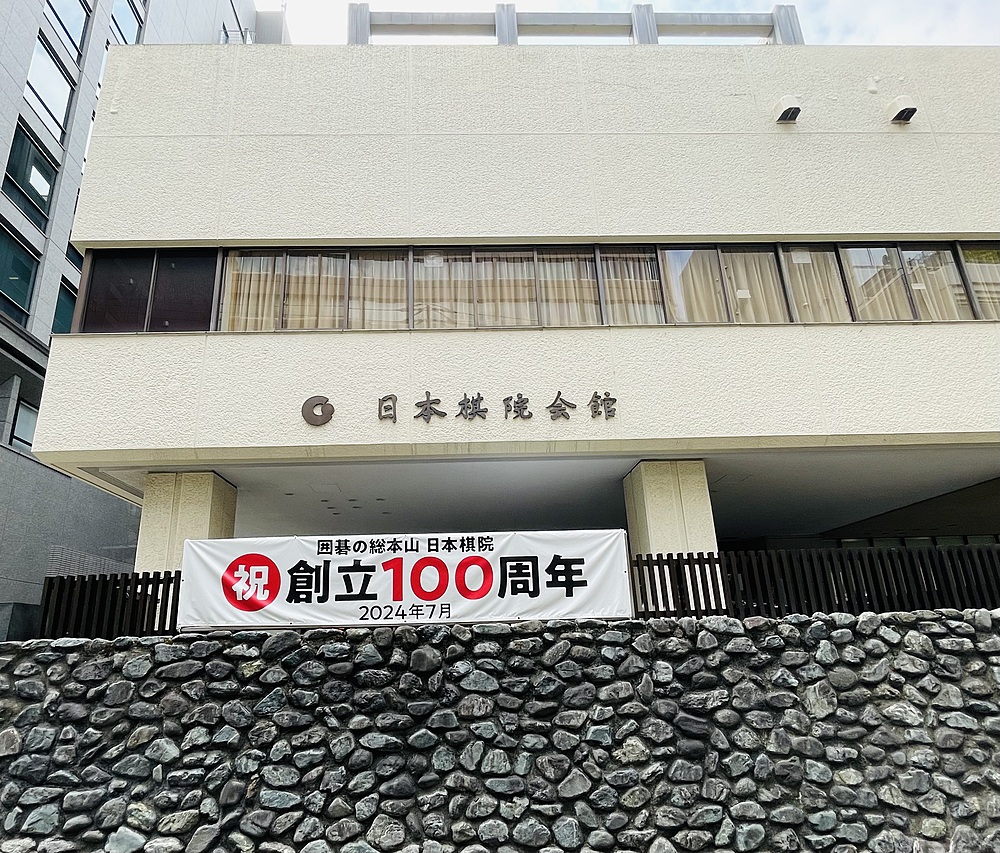 日本棋院会館
囲碁の総本山 日本棋院
祝 創立100周年
2024年7月